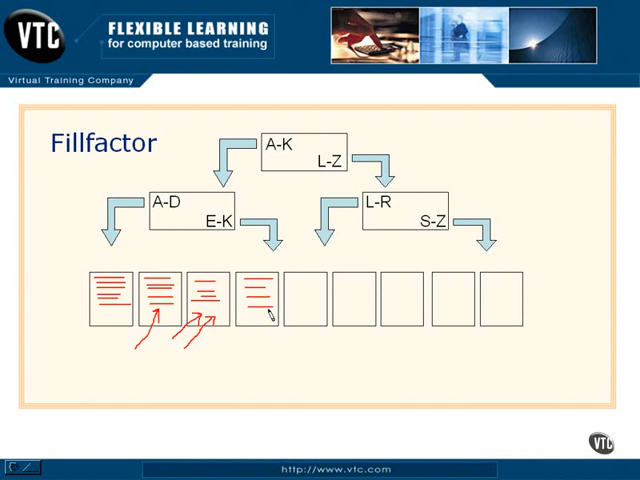 VTC
FLEXIBLE LEARNING
for computer based training
Virtual Training Company
Fillfactor
A-K
L-Z
A-D
E-K
L-R
S-Z
VTC
http://www.vtc.com